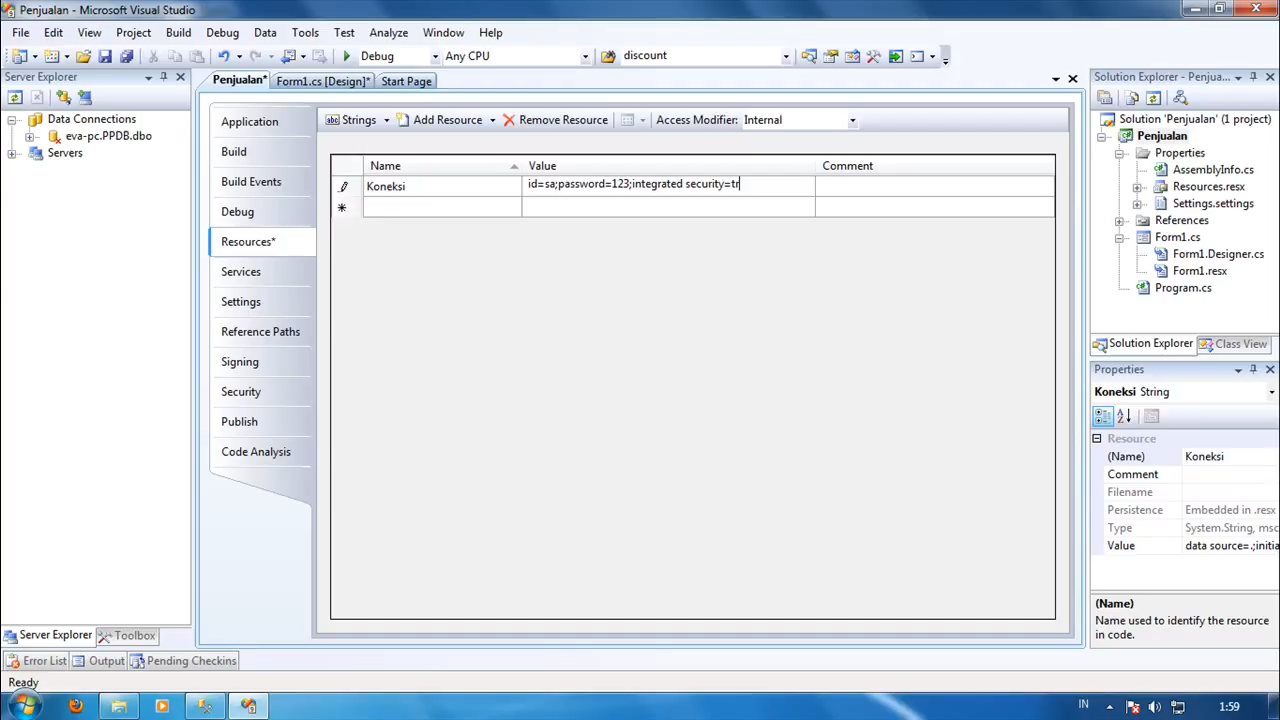 Penjualan - Microsoft Visual Studio
File Edit View Project Build Debug Data Tools Test Analyze Window Help
Debug Any CPU discount
Server Explorer
Data Connections
eva-pc.PPDB.dbo
Servers
Server Explorer Toolbox
Penjualan* Form1.cs [Design]* Start Page
Application
Build
Build Events
Debug
Resources*
Services
Settings
Reference Paths
Signing
Security
Publish
Code Analysis
ab Strings Add Resource Remove Resource Access Modifier: Internal
Name Value Comment
Koneksi id=sa;password=123;integrated security=tr
Solution Explorer - Penjua...
Solution 'Penjualan' (1 project)
Penjualan
Properties
AssemblyInfo.cs
Resources.resx
Settings.settings
References
Form1.cs
Form1.Designer.cs
Form1.resx
Program.cs
Solution Explorer Class View
Properties
Koneksi String
Resource
(Name) Koneksi
Comment
Filename
Persistence Embedded in .resx
Type System.String, msc
Value data source=.;initia
(Name)
Name used to identify the resource
in code.
Error List Output Pending Checkins
Ready
IN 1:59